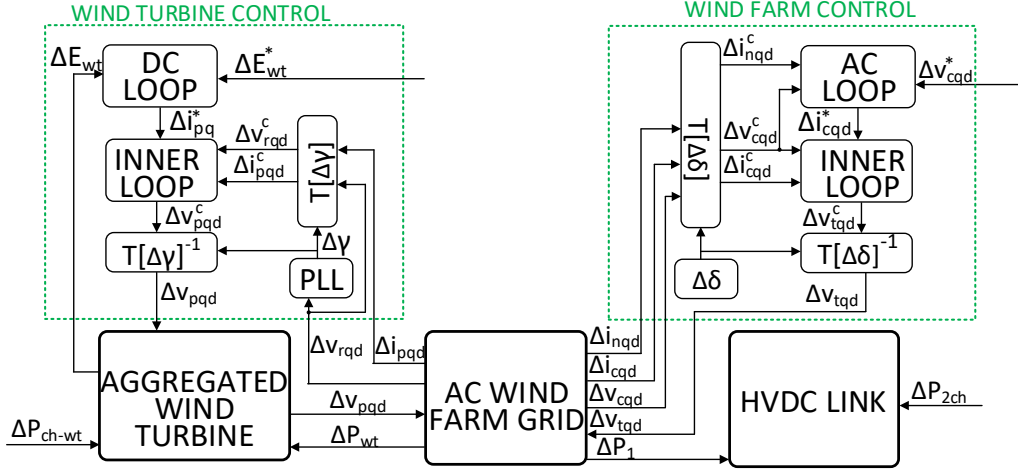 WIND TURBINE CONTROL
WIND FARM CONTROL
ΔE_wt
DC
LOOP
ΔE*_wt
Δi*_pq
INNER
LOOP
Δv^c_rqd
Δi^c_pqd
T[Δγ]
Δv^c_pqd
T[Δγ]^-1
Δγ
PLL
Δv_pqd
T[Δδ]
Δi^c_nqd
AC
LOOP
Δv*_cqd
Δv^c_cqd
Δi*_cqd
Δi^c_cqd
INNER
LOOP
Δv^c_tqd
T[Δδ]^-1
Δδ
Δv_tqd
Δv_rqd
Δi_pqd
Δi_nqd
Δi_cqd
Δv_cqd
Δv_tqd
AGGREGATED
WIND
TURBINE
Δv_pqd
ΔP_wt
ΔP_ch-wt
AC WIND
FARM GRID
ΔP_1
HVDC LINK
ΔP_2ch